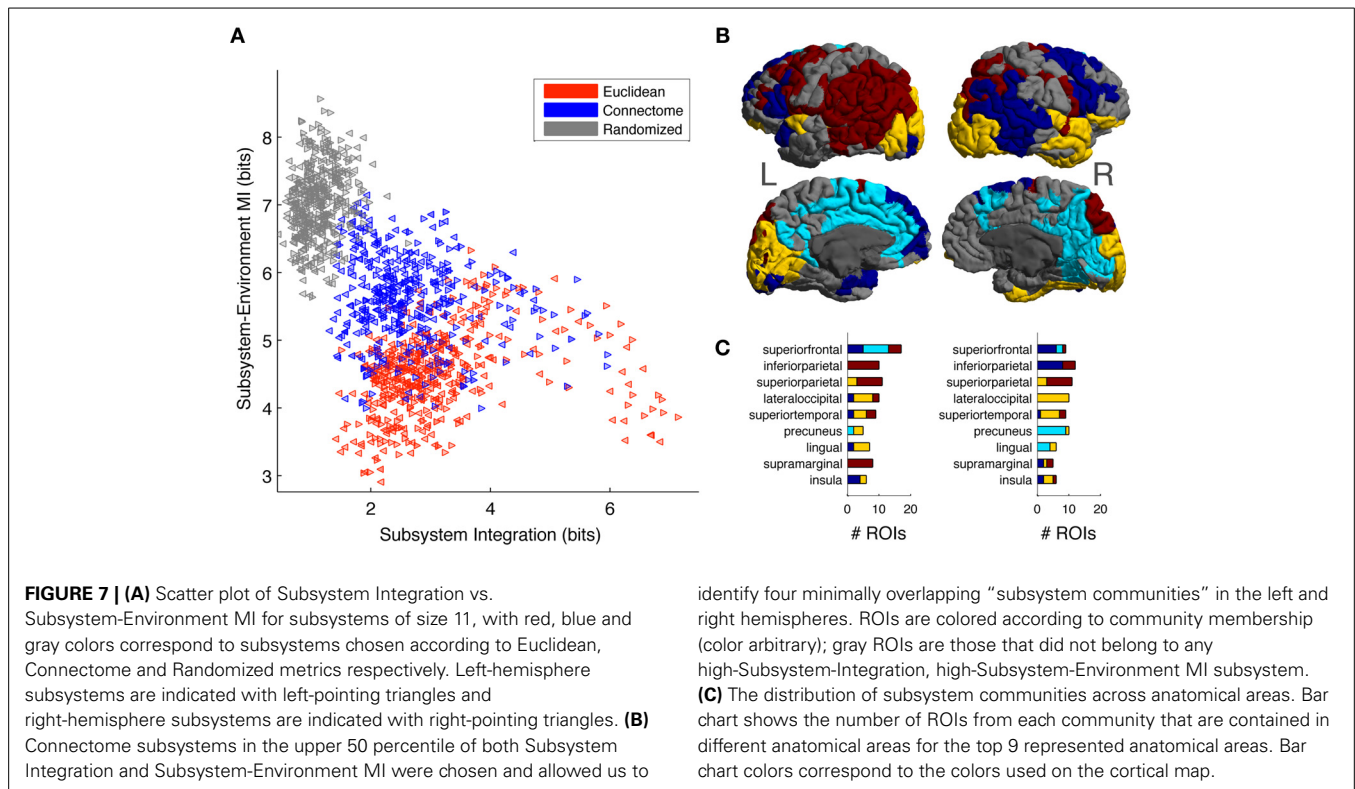 A
B
Euclidean
Connectome
Randomized
8
7
6
5
4
3
Subsystem-Environment MI (bits)
2
4
6
Subsystem Integration (bits)
L
R
C
superiorfrontal
inferiorparietal
superiorparietal
lateraloccipital
superiortemporal
precuneus
lingual
supramarginal
insula
0
10
20
# ROIs
superiorfrontal
inferiorparietal
superiorparietal
lateraloccipital
superiortemporal
precuneus
lingual
supramarginal
insula
0
10
20
# ROIs
FIGURE 7 | (A) Scatter plot of Subsystem Integration vs.
Subsystem-Environment MI for subsystems of size 11, with red, blue and
gray colors correspond to subsystems chosen according to Euclidean,
Connectome and Randomized metrics respectively. Left-hemisphere
subsystems are indicated with left-pointing triangles and
right-hemisphere subsystems are indicated with right-pointing triangles. (B)
Connectome subsystems in the upper 50 percentile of both Subsystem
Integration and Subsystem-Environment MI were chosen and allowed us to
identify four minimally overlapping “subsystem communities” in the left and
right hemispheres. ROIs are colored according to community membership
(color arbitrary); gray ROIs are those that did not belong to any
high-Subsystem-Integration, high-Subsystem-Environment MI subsystem.
(C) The distribution of subsystem communities across anatomical areas. Bar
chart shows the number of ROIs from each community that are contained in
different anatomical areas for the top 9 represented anatomical areas. Bar
chart colors correspond to the colors used on the cortical map.